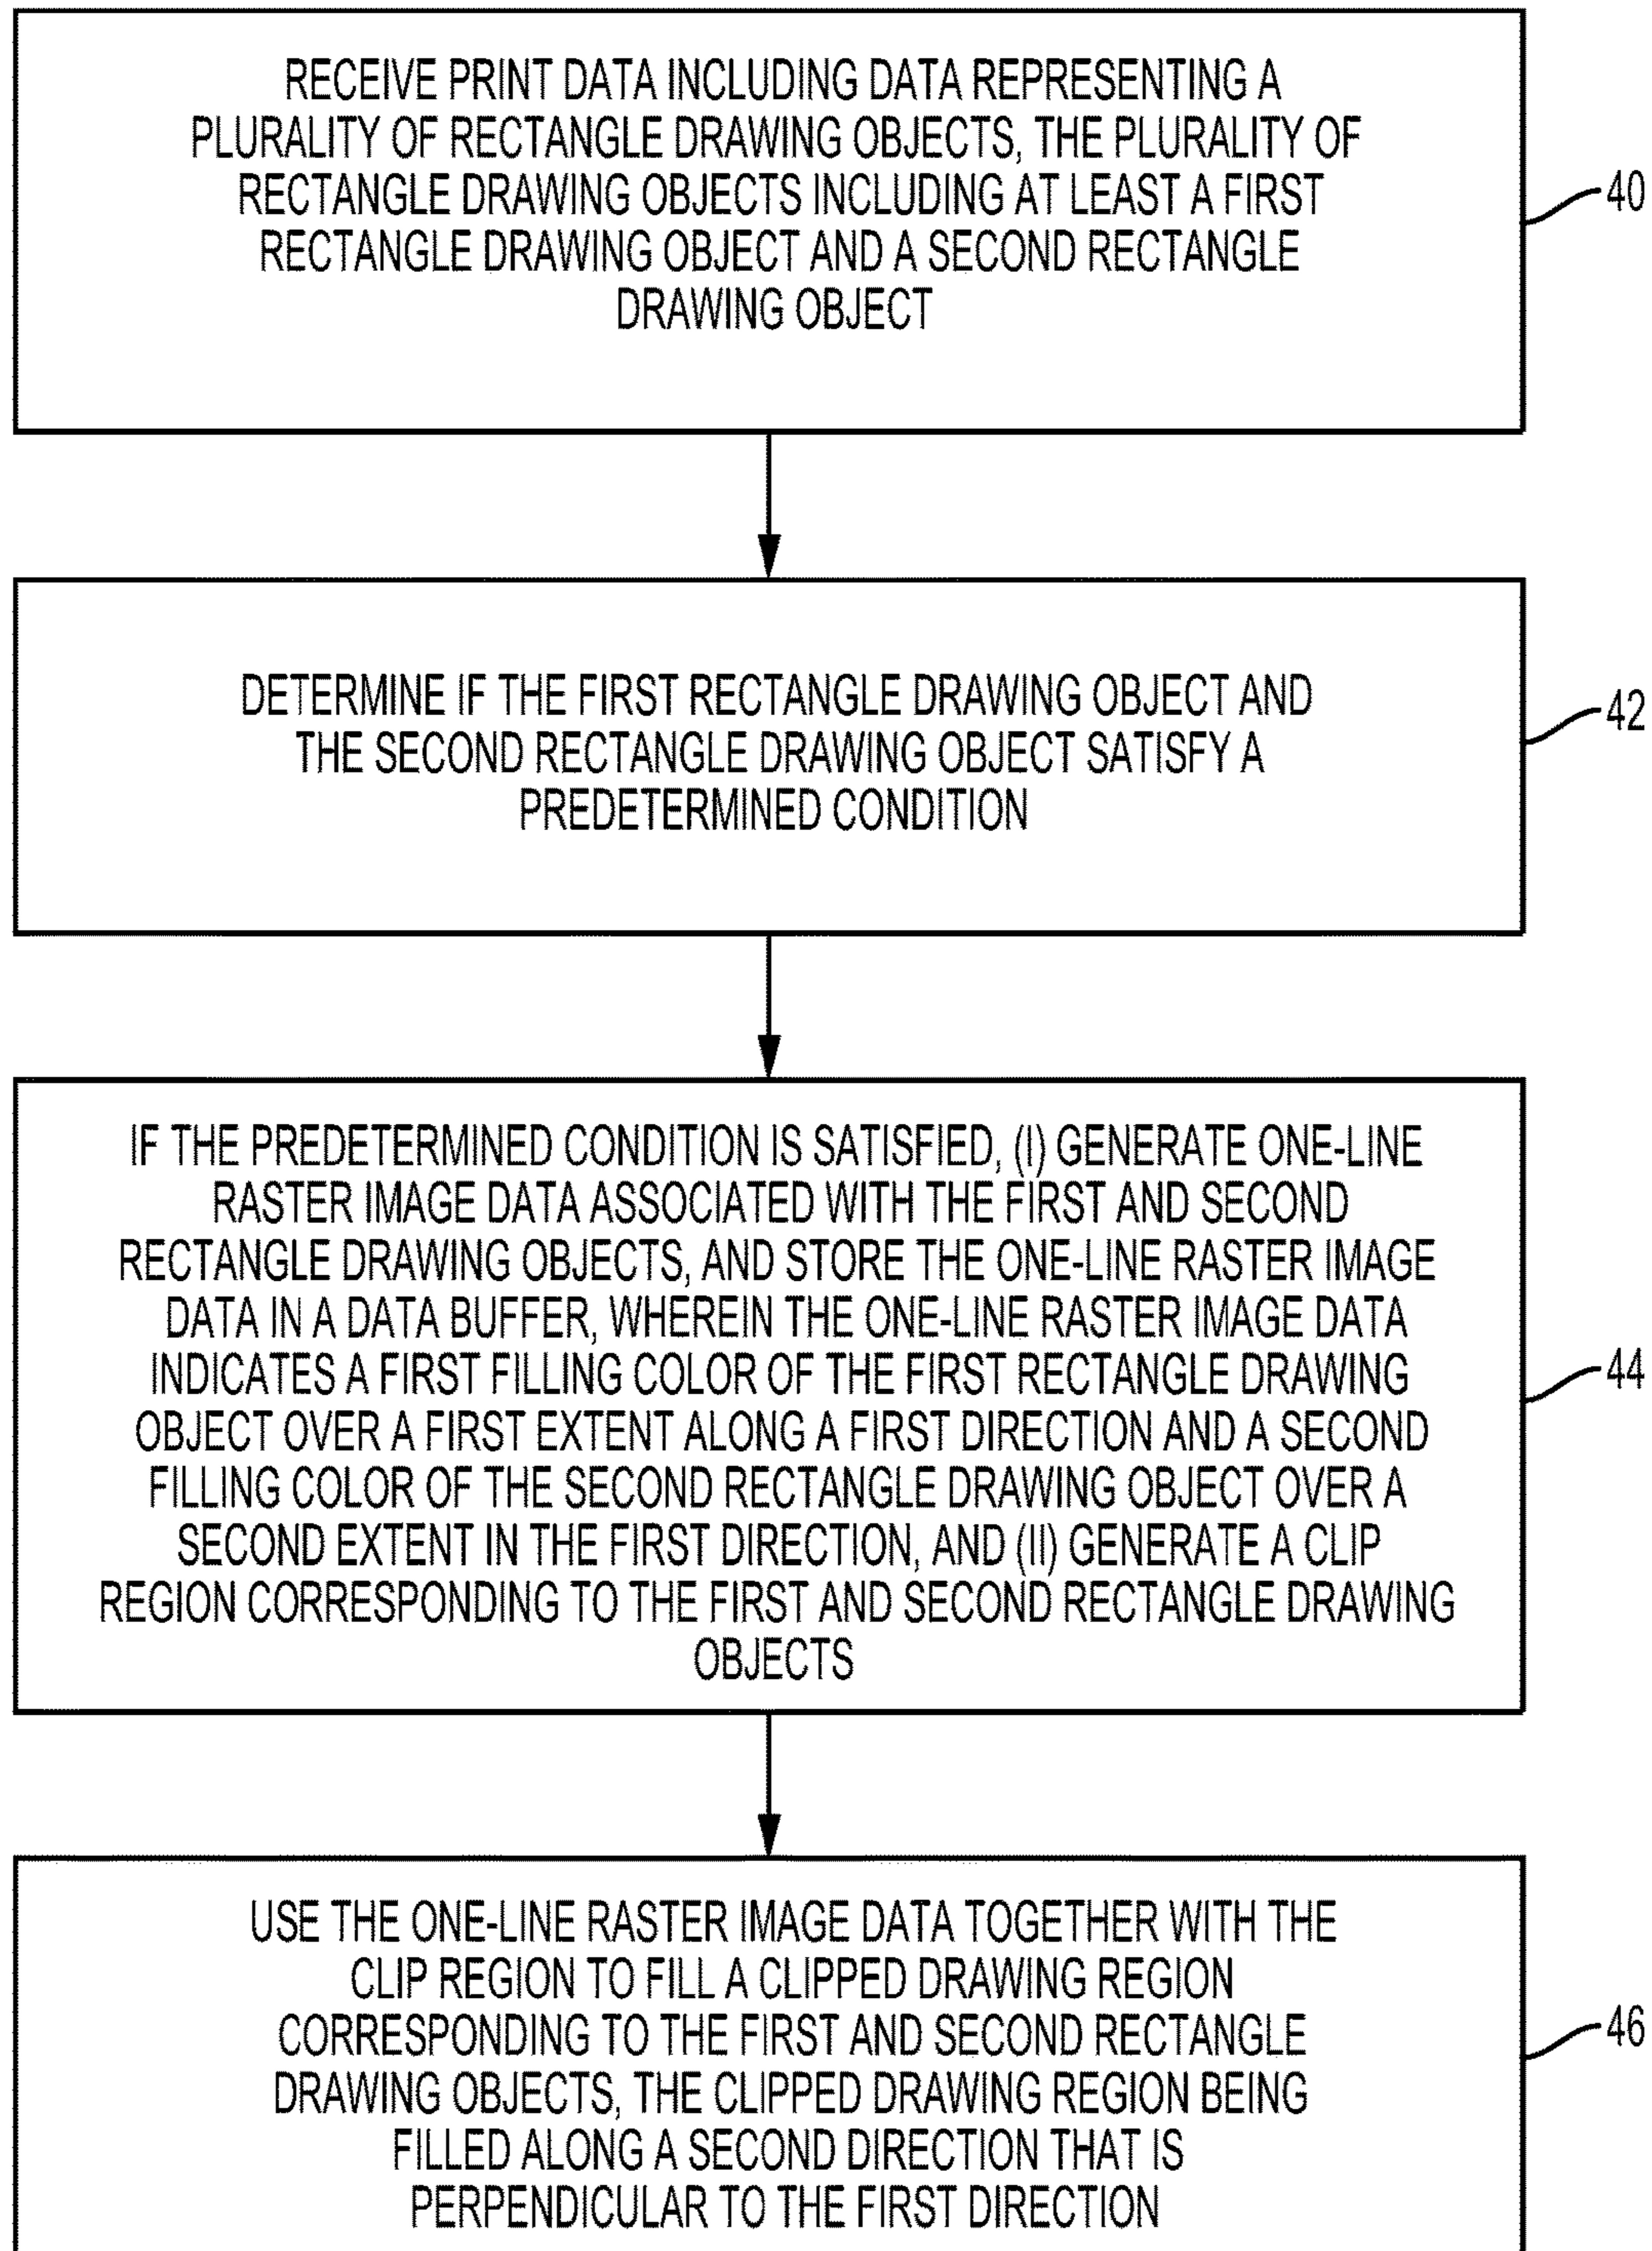 RECEIVE PRINT DATA INCLUDING DATA REPRESENTING A
PLURALITY OF RECTANGLE DRAWING OBJECTS, THE PLURALITY OF
RECTANGLE DRAWING OBJECTS INCLUDING AT LEAST A FIRST
RECTANGLE DRAWING OBJECT AND A SECOND RECTANGLE
DRAWING OBJECT
40
DETERMINE IF THE FIRST RECTANGLE DRAWING OBJECT AND
THE SECOND RECTANGLE DRAWING OBJECT SATISFY A
PREDETERMINED CONDITION
42
IF THE PREDETERMINED CONDITION IS SATISFIED, (I) GENERATE ONE-LINE
RASTER IMAGE DATA ASSOCIATED WITH THE FIRST AND SECOND
RECTANGLE DRAWING OBJECTS, AND STORE THE ONE-LINE RASTER IMAGE
DATA IN A DATA BUFFER, WHEREIN THE ONE-LINE RASTER IMAGE DATA
INDICATES A FIRST FILLING COLOR OF THE FIRST RECTANGLE DRAWING
OBJECT OVER A FIRST EXTENT ALONG A FIRST DIRECTION AND A SECOND
FILLING COLOR OF THE SECOND RECTANGLE DRAWING OBJECT OVER A
SECOND EXTENT IN THE FIRST DIRECTION, AND (II) GENERATE A CLIP
REGION CORRESPONDING TO THE FIRST AND SECOND RECTANGLE DRAWING
OBJECTS
44
USE THE ONE-LINE RASTER IMAGE DATA TOGETHER WITH THE
CLIP REGION TO FILL A CLIPPED DRAWING REGION
CORRESPONDING TO THE FIRST AND SECOND RECTANGLE
DRAWING OBJECTS, THE CLIPPED DRAWING REGION BEING
FILLED ALONG A SECOND DIRECTION THAT IS
PERPENDICULAR TO THE FIRST DIRECTION
46